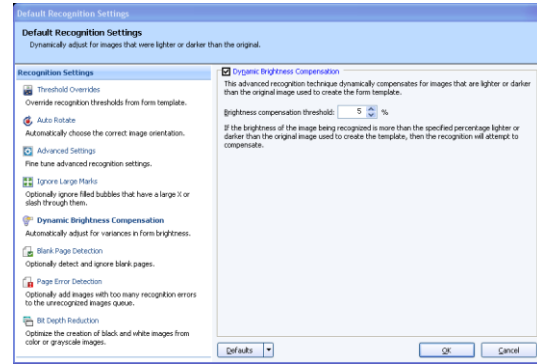 Default Recognition Settings
Default Recognition Settings
Dynamically adjust for images that were lighter or darker than the original.
Recognition Settings
Threshold Overrides
Override recognition thresholds from form template.
Auto Rotate
Automatically choose the correct image orientation.
Advanced Settings
Fine tune advanced recognition settings.
Ignore Large Marks
Optionally ignore filled bubbles that have a large X or
slash through them.
Dynamic Brightness Compensation
Automatically adjust for variances in form brightness.
Blank Page Detection
Optionally detect and ignore blank pages.
Page Error Detection
Optionally add images with too many recognition errors
to the unrecognized images queue.
Bit Depth Reduction
Optimize the creation of black and white images from
color or grayscale images.
Dynamic Brightness Compensation
This advanced recognition technique dynamically compensates for images that are lighter or darker
than the original image used to create the form template.
Brightness compensation threshold: 5 %
If the brightness of the image being recognized is more than the specified percentage lighter or
darker than the original image used to create the template, then the recognition will attempt to
compensate.
Defaults
OK
Cancel